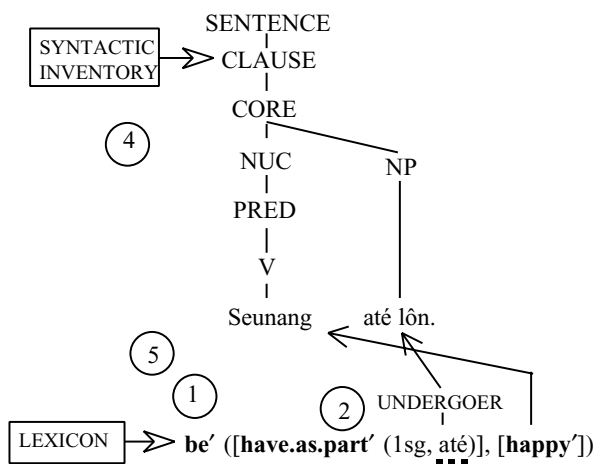 SENTENCE
SYNTACTIC
INVENTORY
CLAUSE
CORE
4
NUC
NP
PRED
V
Seunang até lôn.
5
1
2 UNDERGOER
LEXICON be′ ([have.as.part′ (1sg, até)], [happy′])